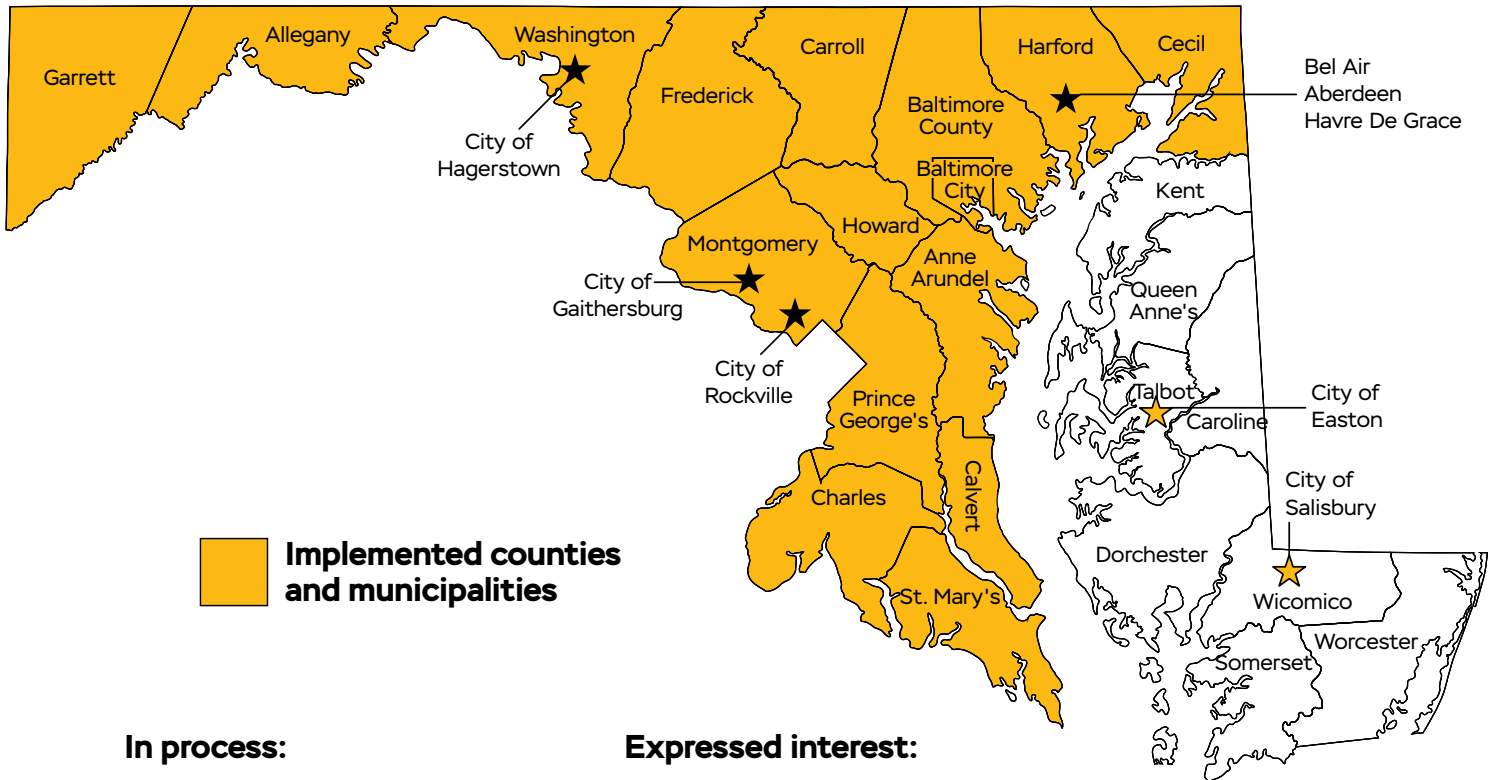 Garrett
Allegany
Washington
Frederick
Carroll
Baltimore
County
Harford
Cecil
Bel Air
Aberdeen
Havre De Grace
City of
Hagerstown
Baltimore
City
Kent
Howard
Montgomery
Anne
Arundel
City of
Gaithersburg
Queen
Anne's
City of
Rockville
Prince
George's
Talbot
Caroline
City of
Easton
Calvert
Charles
City of
Salisbury
Implemented counties
and municipalities
Dorchester
St. Mary's
Wicomico
Worcester
Somerset
In process:
Expressed interest: